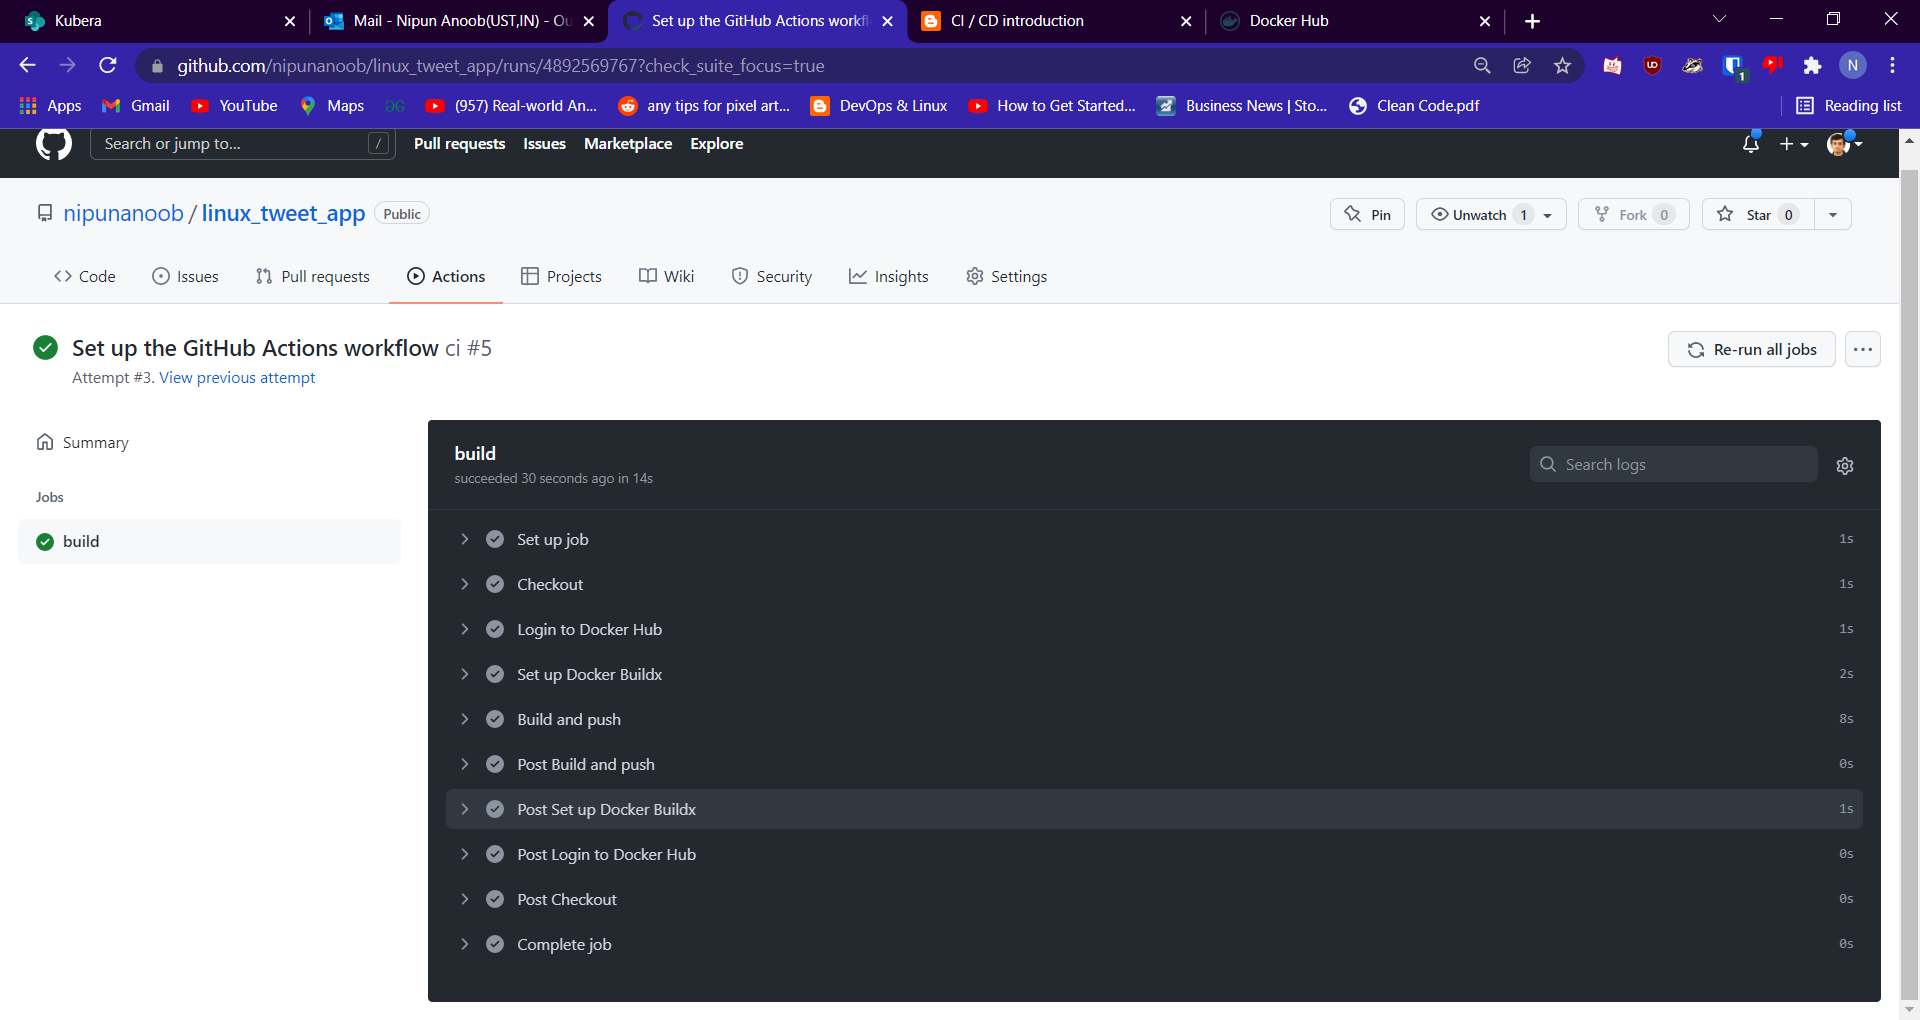 Kubera
Mail - Nipun Anoob(UST,IN) - Ou
Set up the GitHub Actions workfl
CI / CD introduction
Docker Hub
github.com/nipunanoob/linux_tweet_app/runs/4892569767?check_suite_focus=true
1
N
Apps
Gmail
YouTube
Maps
(957) Real-world An...
any tips for pixel art...
DevOps & Linux
How to Get Started...
Business News | Sto...
Clean Code.pdf
Reading list
Search or jump to...
/
Pull requests
Issues
Marketplace
Explore
nipunanoob / linux_tweet_app Public
Pin
Unwatch 1
Fork 0
Star 0
Code
Issues
Pull requests
Actions
Projects
Wiki
Security
Insights
Settings
Set up the GitHub Actions workflow ci #5
Attempt #3. View previous attempt
Re-run all jobs
Summary
Jobs
build
build
succeeded 30 seconds ago in 14s
Search logs
Set up job 1s
Checkout 1s
Login to Docker Hub 1s
Set up Docker Buildx 2s
Build and push 8s
Post Build and push 0s
Post Set up Docker Buildx 1s
Post Login to Docker Hub 0s
Post Checkout 0s
Complete job 0s